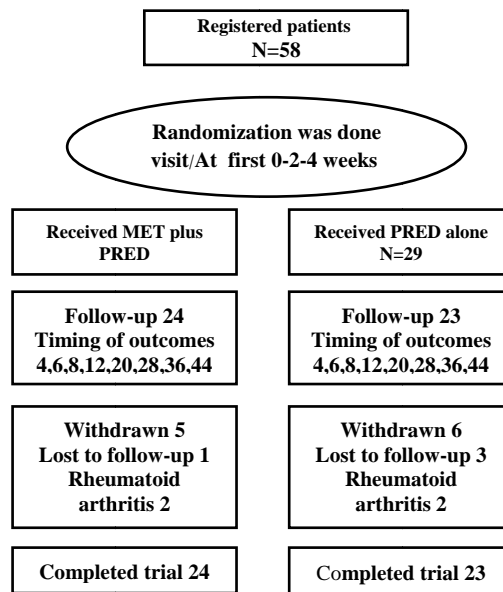 Registered patients
N=58
Randomization was done
visit/At first 0-2-4 weeks
Received MET plus
PRED
Received PRED alone
N=29
Follow-up 24
Timing of outcomes
4,6,8,12,20,28,36,44
Follow-up 23
Timing of outcomes
4,6,8,12,20,28,36,44
Withdrawn 5
Lost to follow-up 1
Rheumatoid
arthritis 2
Withdrawn 6
Lost to follow-up 3
Rheumatoid
arthritis 2
Completed trial 24
Completed trial 23